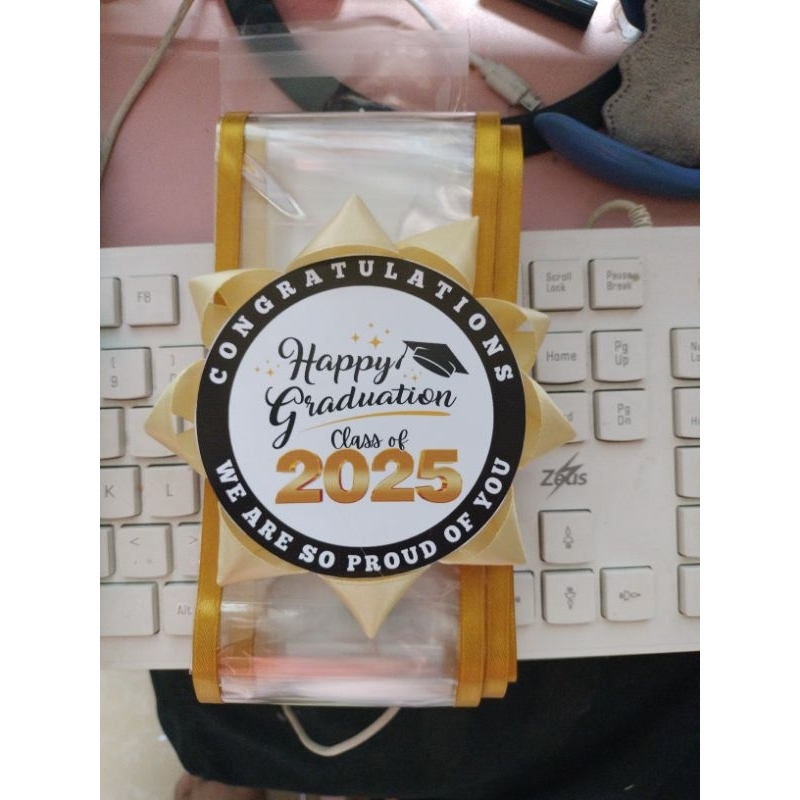 CONGRATULATIONS
Happy
Graduation
Class of
2025
WE ARE SO PROUD OF YOU
F8
Scroll
Lock
Pause
Break
[
9
]
Home
Pg
Up
Pg
Dn
K
L
Zeus
<
>
Alt